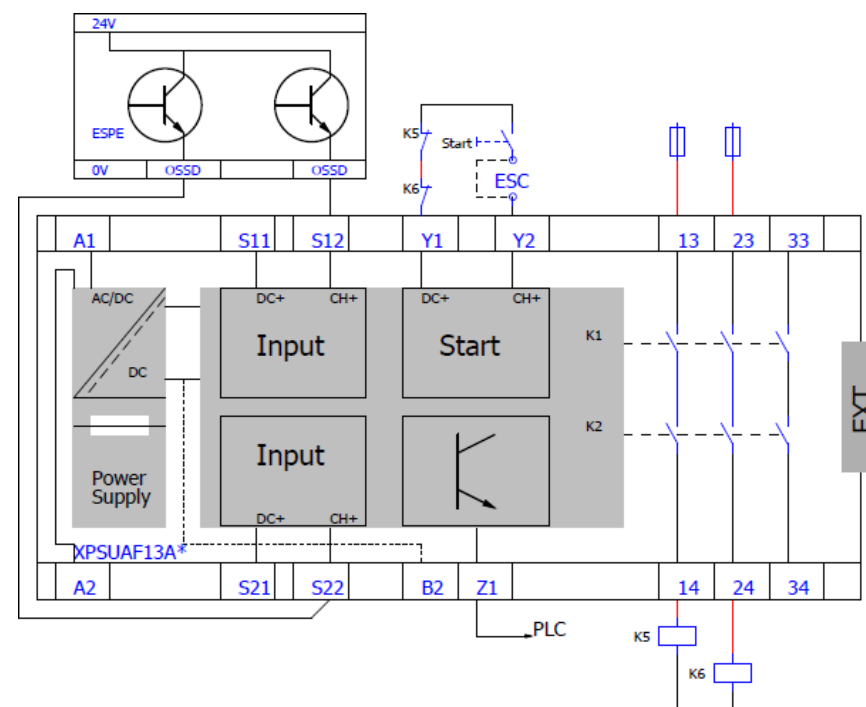 24V
ESPE
0V OSSD OSSD
K5
Start
K6
ESC
A1 S11 S12 Y1 Y2 13 23 33
AC/DC DC+ CH+ DC+ CH+
Input Start K1
DC
EXT
K2
Input
Power
Supply
DC+ CH+
XPSUAF13A*
A2 S21 S22 B2 Z1 14 24 34
PLC
K5
K6